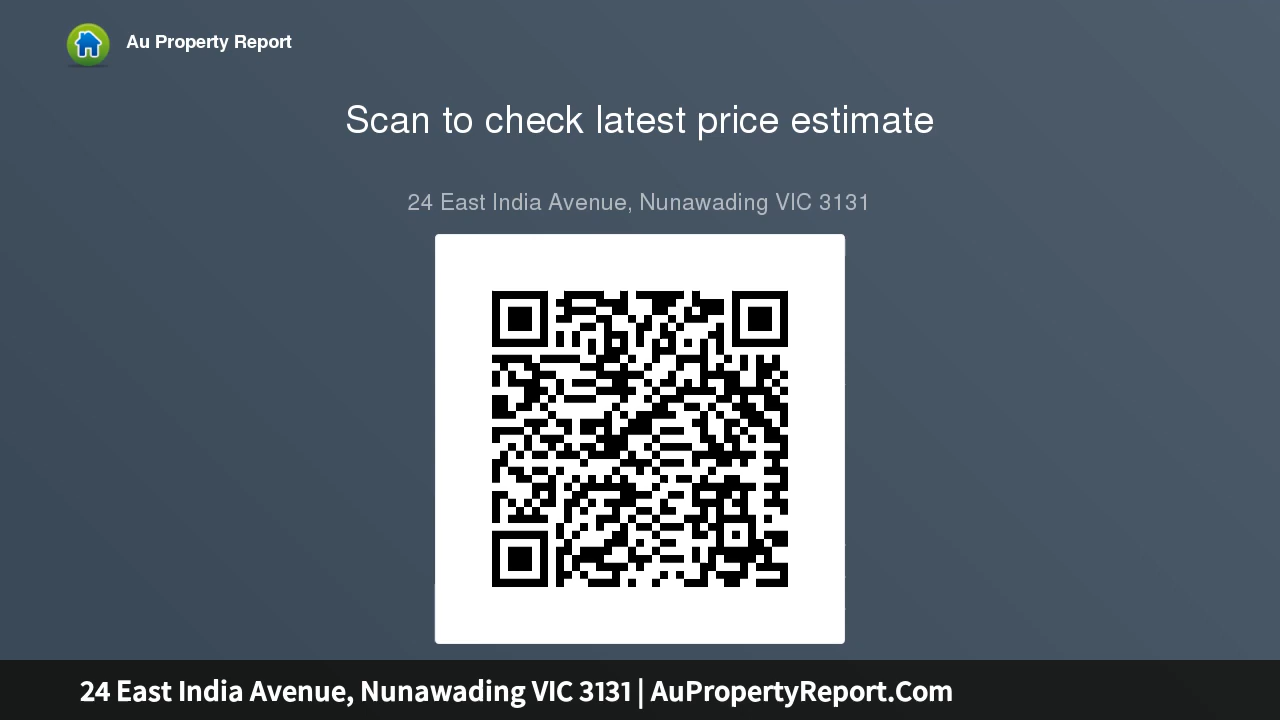 Au Property Report
Scan to check latest price estimate
24 East India Avenue, Nunawading VIC 3131
24 East India Avenue, Nunawading VIC 3131 | AuPropertyReport.Com